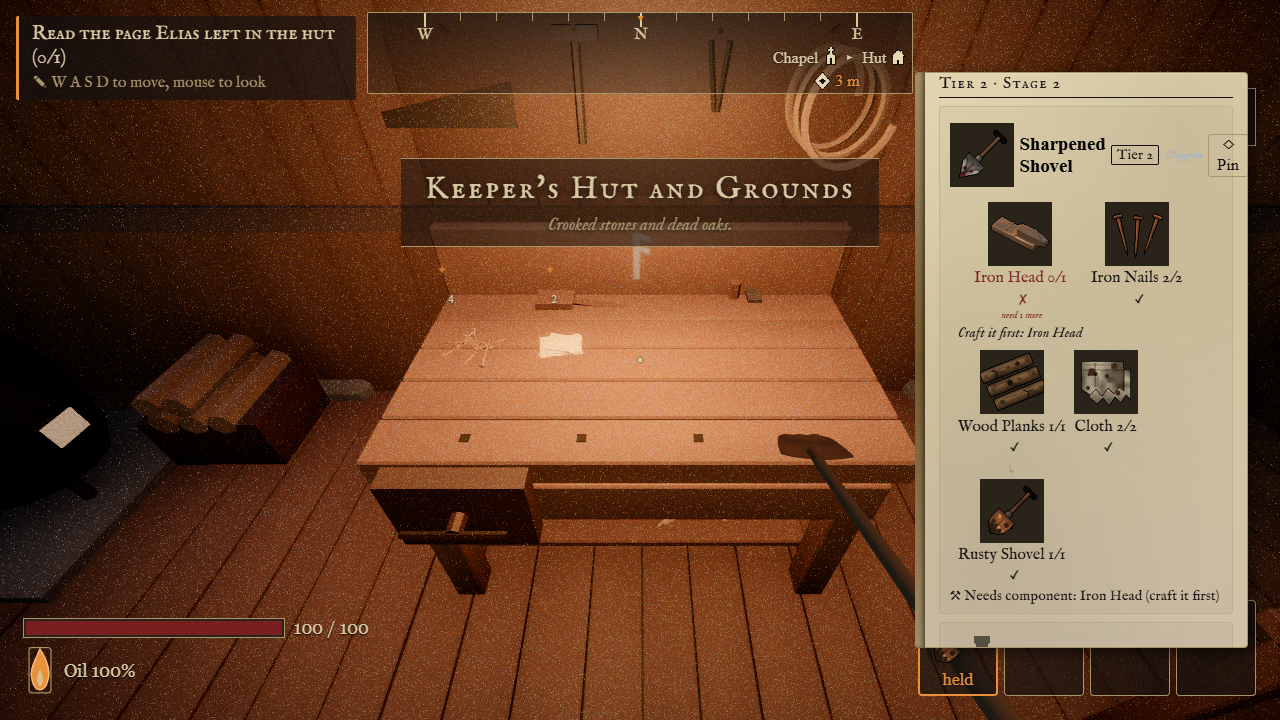 Read the page Elias left in the hut
(0/1)
W A S D to move, mouse to look
W
N
E
Chapel
Hut
3 m
Keeper's Hut and Grounds
Crooked stones and dead oaks.
4
2
100 / 100
Oil 100%
Tier 2 · Stage 2
Sharpened
Shovel
Tier 2
Pin
Iron Head 0/1
Iron Nails 2/2
✗
✓
need 1 more
Craft it first: Iron Head
Wood Planks 1/1
Cloth 2/2
✓
✓
Rusty Shovel 1/1
✓
Needs component: Iron Head (craft it first)
held